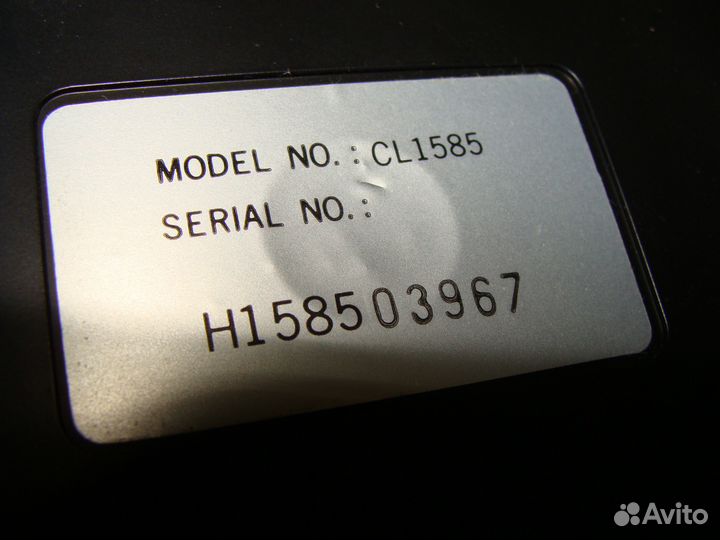 MODEL NO.: CL1585
SERIAL NO.:
H158503967
Avito